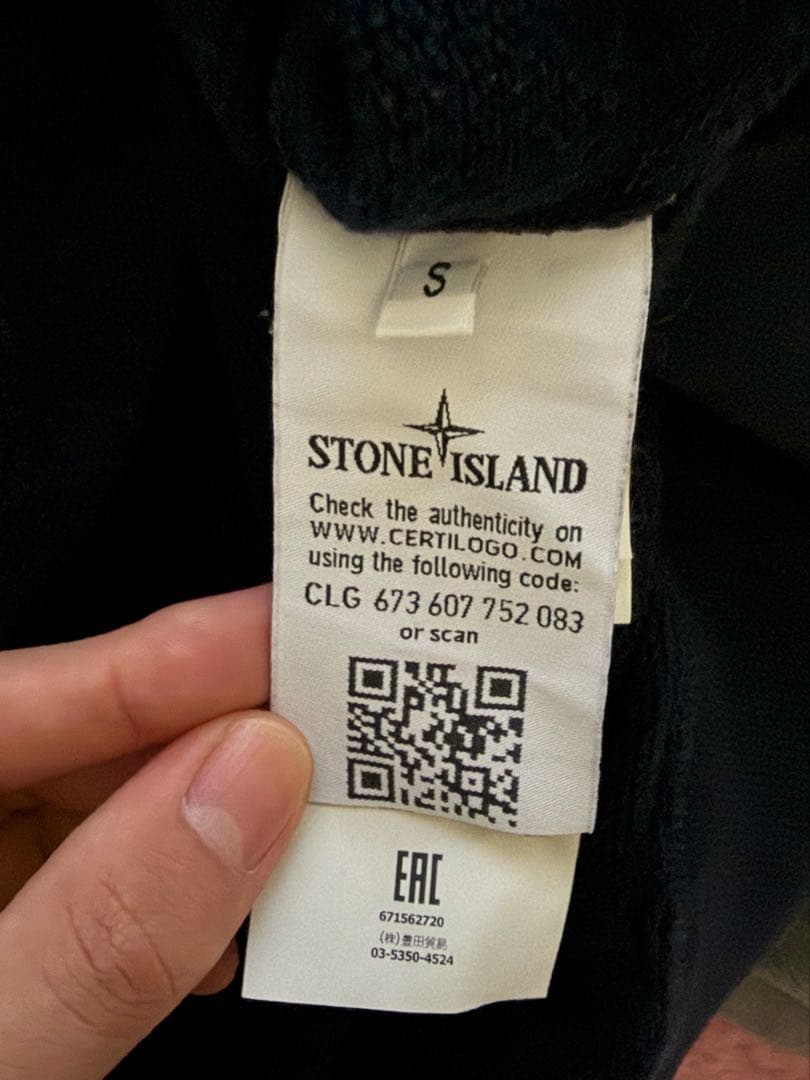 S
STONE ISLAND
Check the authenticity on
WWW.CERTILOGO.COM
using the following code:
CLG 673 607 752 083
or scan
EAC
671562720
(株)豊田貿易
03-5350-4524